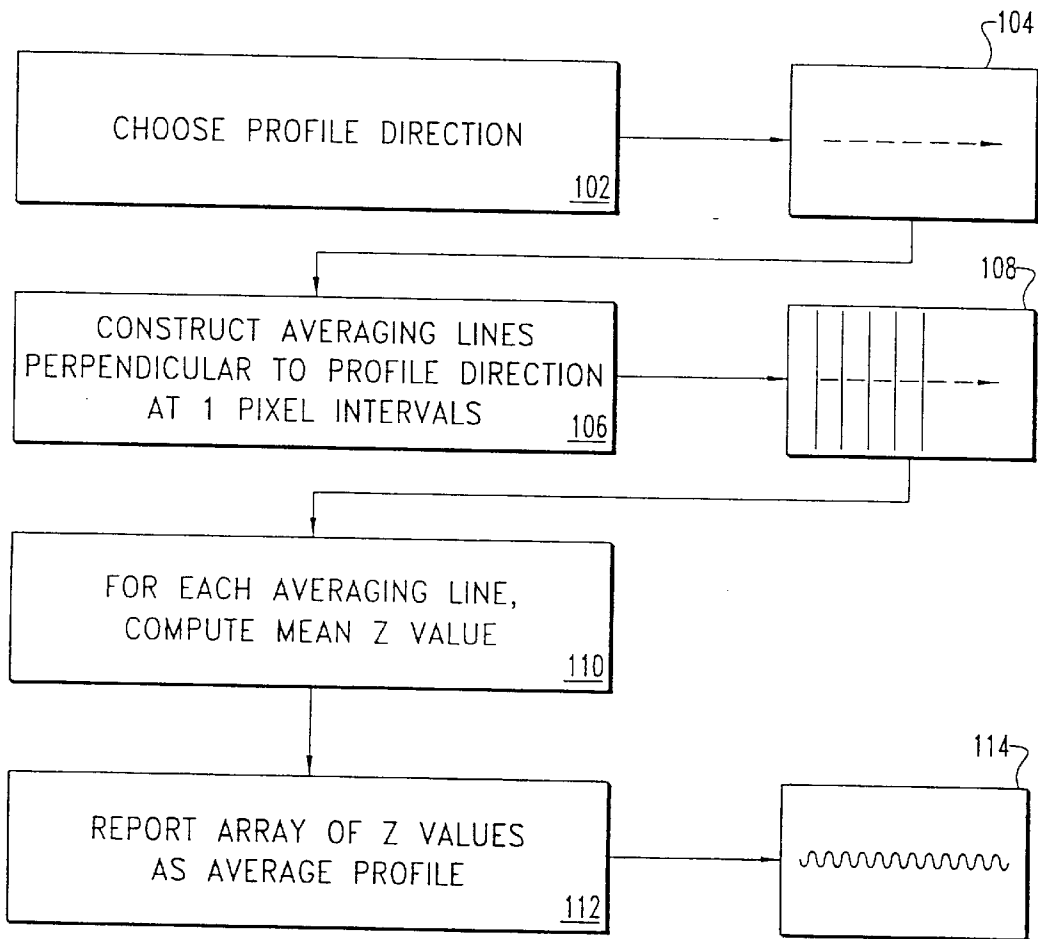 104
CHOOSE PROFILE DIRECTION
102
108
CONSTRUCT AVERAGING LINES
PERPENDICULAR TO PROFILE DIRECTION
AT 1 PIXEL INTERVALS
106
FOR EACH AVERAGING LINE,
COMPUTE MEAN Z VALUE
110
114
REPORT ARRAY OF Z VALUES
AS AVERAGE PROFILE
112